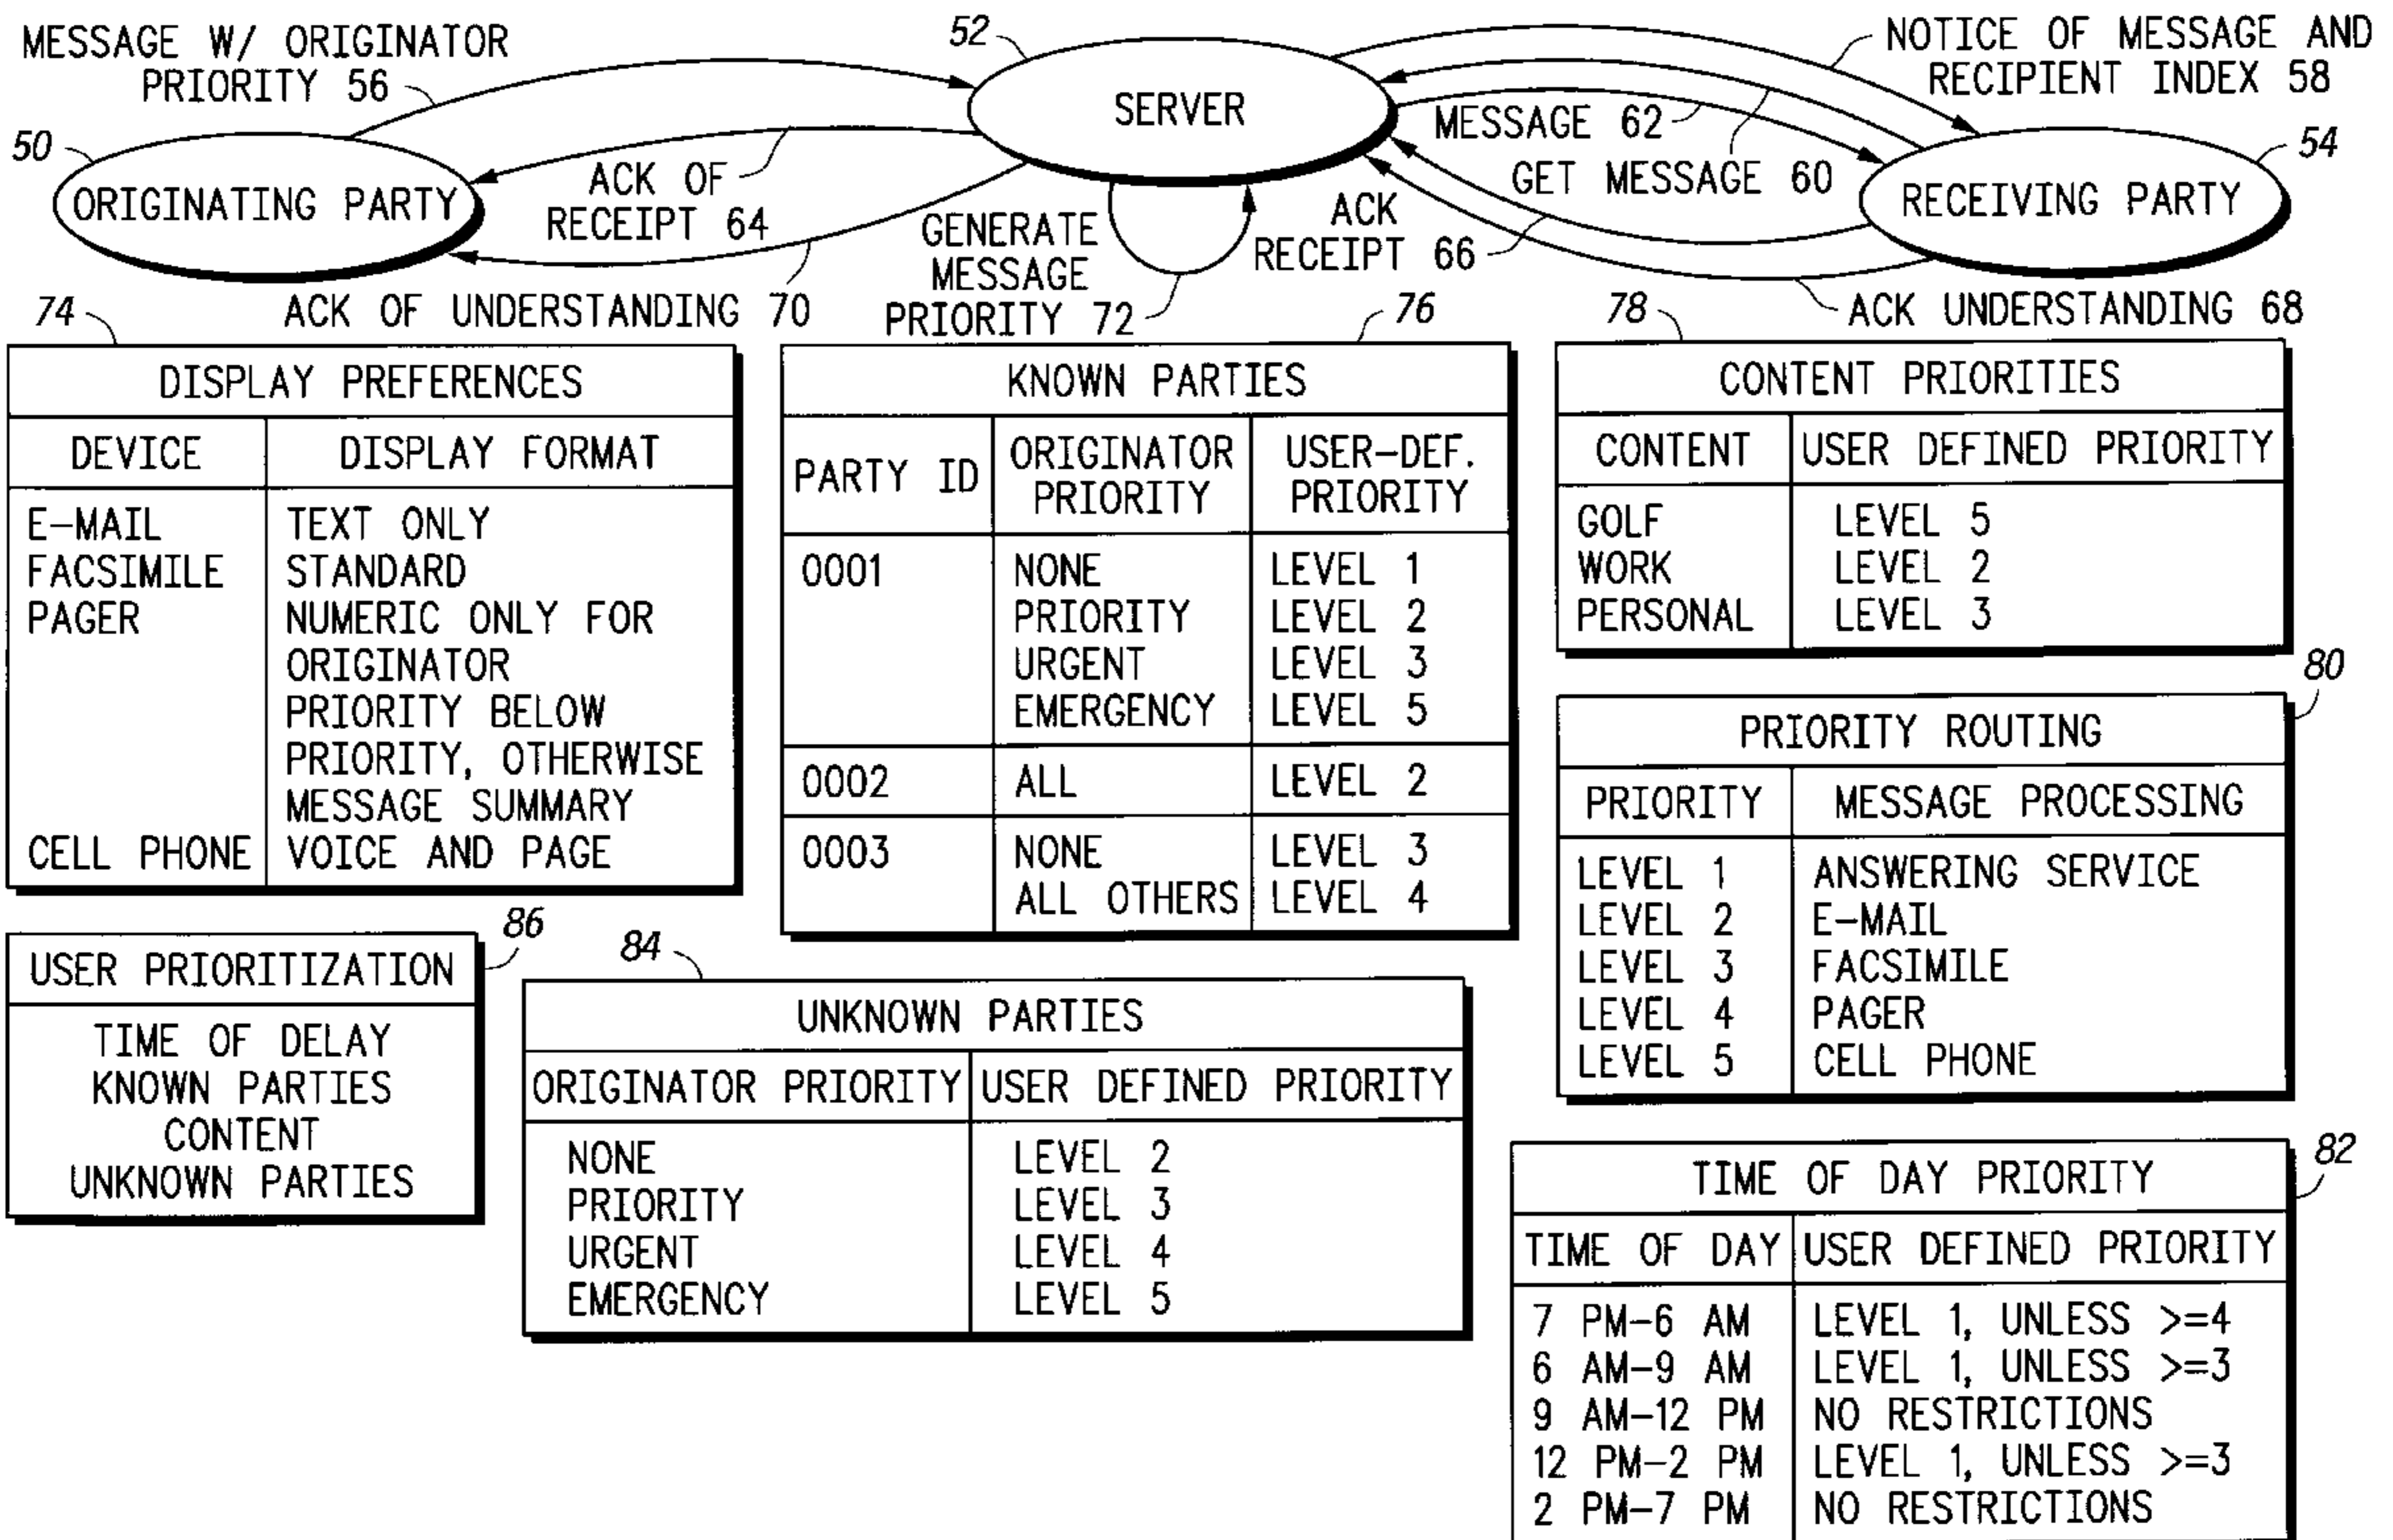 MESSAGE W/ ORIGINATOR
PRIORITY 56
52
NOTICE OF MESSAGE AND
RECIPIENT INDEX 58
SERVER
MESSAGE 62
50
54
ORIGINATING PARTY
ACK OF
RECEIPT 64
GET MESSAGE 60
RECEIVING PARTY
GENERATE
MESSAGE
PRIORITY 72
ACK
RECEIPT 66
ACK OF UNDERSTANDING 70
ACK UNDERSTANDING 68
74
DISPLAY PREFERENCES
DEVICE DISPLAY FORMAT
E-MAIL TEXT ONLY
FACSIMILE STANDARD
PAGER NUMERIC ONLY FOR
ORIGINATOR
PRIORITY BELOW
PRIORITY, OTHERWISE
MESSAGE SUMMARY
CELL PHONE VOICE AND PAGE
76
KNOWN PARTIES
PARTY ID ORIGINATOR PRIORITY USER-DEF. PRIORITY
0001 NONE LEVEL 1
PRIORITY LEVEL 2
URGENT LEVEL 3
EMERGENCY LEVEL 5
0002 ALL LEVEL 2
0003 NONE LEVEL 3
ALL OTHERS LEVEL 4
78
CONTENT PRIORITIES
CONTENT USER DEFINED PRIORITY
GOLF LEVEL 5
WORK LEVEL 2
PERSONAL LEVEL 3
80
PRIORITY ROUTING
PRIORITY MESSAGE PROCESSING
LEVEL 1 ANSWERING SERVICE
LEVEL 2 E-MAIL
LEVEL 3 FACSIMILE
LEVEL 4 PAGER
LEVEL 5 CELL PHONE
86
USER PRIORITIZATION
TIME OF DELAY
KNOWN PARTIES
CONTENT
UNKNOWN PARTIES
84
UNKNOWN PARTIES
ORIGINATOR PRIORITY USER DEFINED PRIORITY
NONE LEVEL 2
PRIORITY LEVEL 3
URGENT LEVEL 4
EMERGENCY LEVEL 5
82
TIME OF DAY PRIORITY
TIME OF DAY USER DEFINED PRIORITY
7 PM-6 AM LEVEL 1, UNLESS >=4
6 AM-9 AM LEVEL 1, UNLESS >=3
9 AM-12 PM NO RESTRICTIONS
12 PM-2 PM LEVEL 1, UNLESS >=3
2 PM-7 PM NO RESTRICTIONS